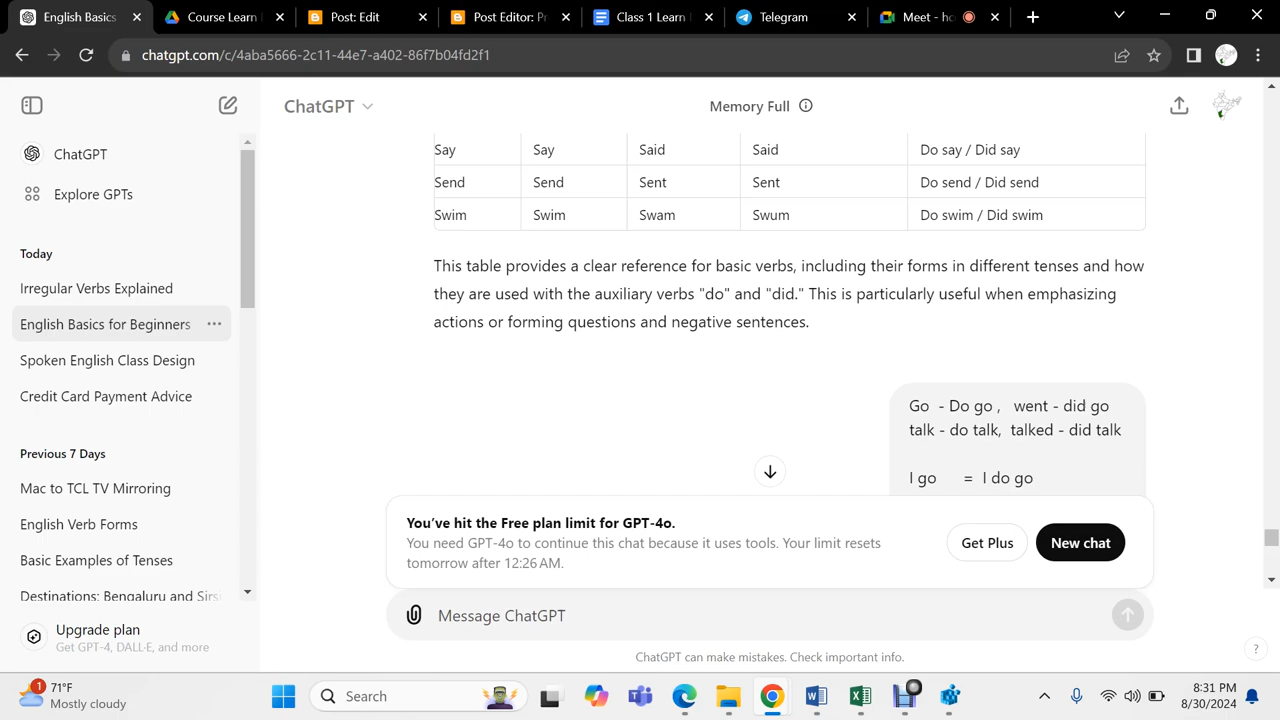 English Basics
Course Learn
Post: Edit
Post Editor: Pr
Class 1 Learn
Telegram
Meet - ho
chatgpt.com/c/4aba5666-2c11-44e7-a402-86f7b04fd2f1
ChatGPT
Memory Full
ChatGPT
Explore GPTs
Today
Irregular Verbs Explained
English Basics for Beginners
Spoken English Class Design
Credit Card Payment Advice
Previous 7 Days
Mac to TCL TV Mirroring
English Verb Forms
Basic Examples of Tenses
Destinations: Bengaluru and Sirsi
Upgrade plan
Get GPT-4, DALL·E, and more
Say Say Said Said Do say / Did say
Send Send Sent Sent Do send / Did send
Swim Swim Swam Swum Do swim / Did swim
This table provides a clear reference for basic verbs, including their forms in different tenses and how
they are used with the auxiliary verbs "do" and "did." This is particularly useful when emphasizing
actions or forming questions and negative sentences.
Go - Do go , went - did go
talk - do talk, talked - did talk
I go = I do go
You've hit the Free plan limit for GPT-4o.
You need GPT-4o to continue this chat because it uses tools. Your limit resets
tomorrow after 12:26 AM.
Get Plus
New chat
Message ChatGPT
ChatGPT can make mistakes. Check important info.
?
1
71°F
Mostly cloudy
Search
8:31 PM
8/30/2024